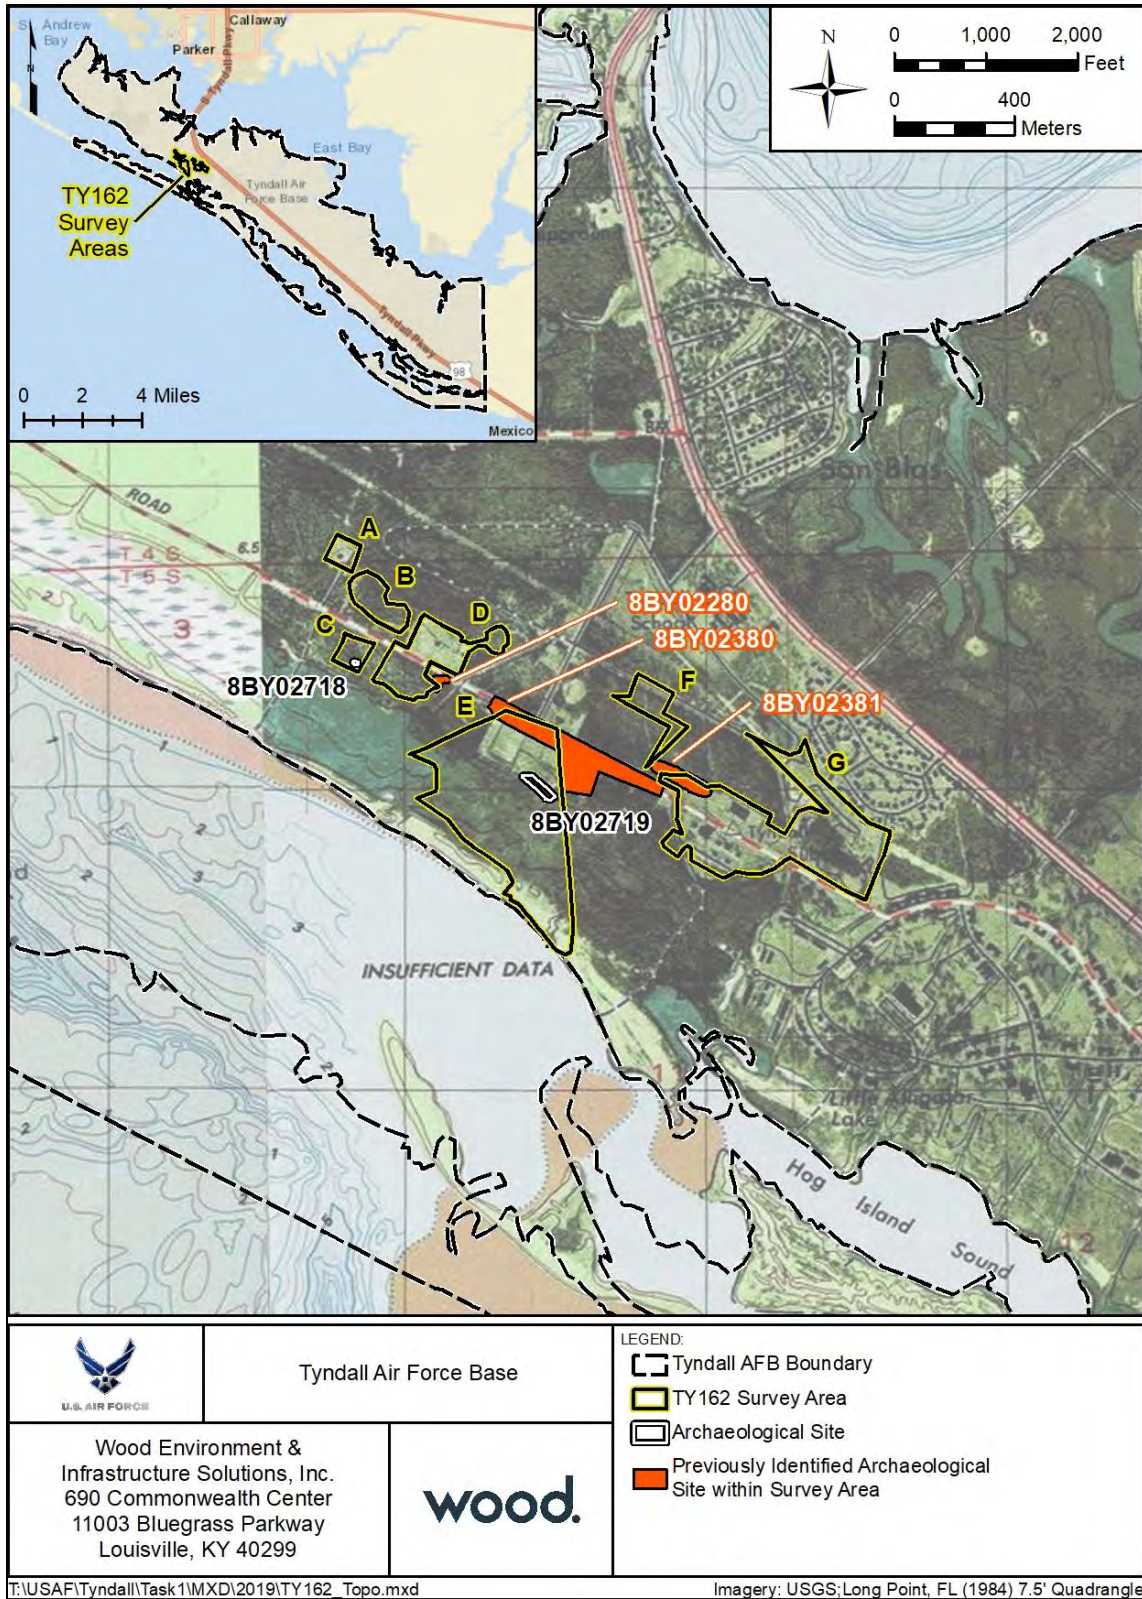 St. Andrew
Bay
Callaway
Parker
S Tyndall Pkwy
N
East Bay
Tyndall Air
Force Base
TY162
Survey
Areas
Tyndall Pkwy
98
0 2 4 Miles
Mexico
N
0 1,000 2,000
Feet
0 400
Meters
San Blas
ROAD
6.5
T 4 S
T 5 S
3
A
B
C
D
8BY02280
8BY02380
8BY02718
E
F
8BY02381
G
8BY02719
INSUFFICIENT DATA
Little Alligator
Lake
Hog Island Sound
12
Tyndall Air Force Base
U.S. AIR FORCE
Wood Environment &
Infrastructure Solutions, Inc.
690 Commonwealth Center
11003 Bluegrass Parkway
Louisville, KY 40299
wood.
LEGEND:
Tyndall AFB Boundary
TY162 Survey Area
Archaeological Site
Previously Identified Archaeological
Site within Survey Area
T:\USAF\Tyndall\Task1\MXD\2019\TY162_Topo.mxd
Imagery: USGS;Long Point, FL (1984) 7.5' Quadrangle